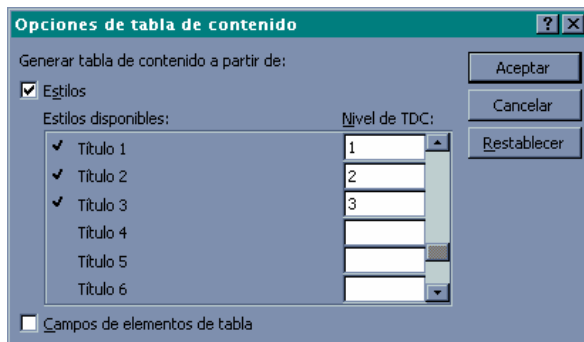 Opciones de tabla de contenido
Generar tabla de contenido a partir de:
Aceptar
Estilos
Cancelar
Estilos disponibles: Nivel de TDC:
Restablecer
Título 1 1
Título 2 2
Título 3 3
Título 4
Título 5
Título 6
Campos de elementos de tabla